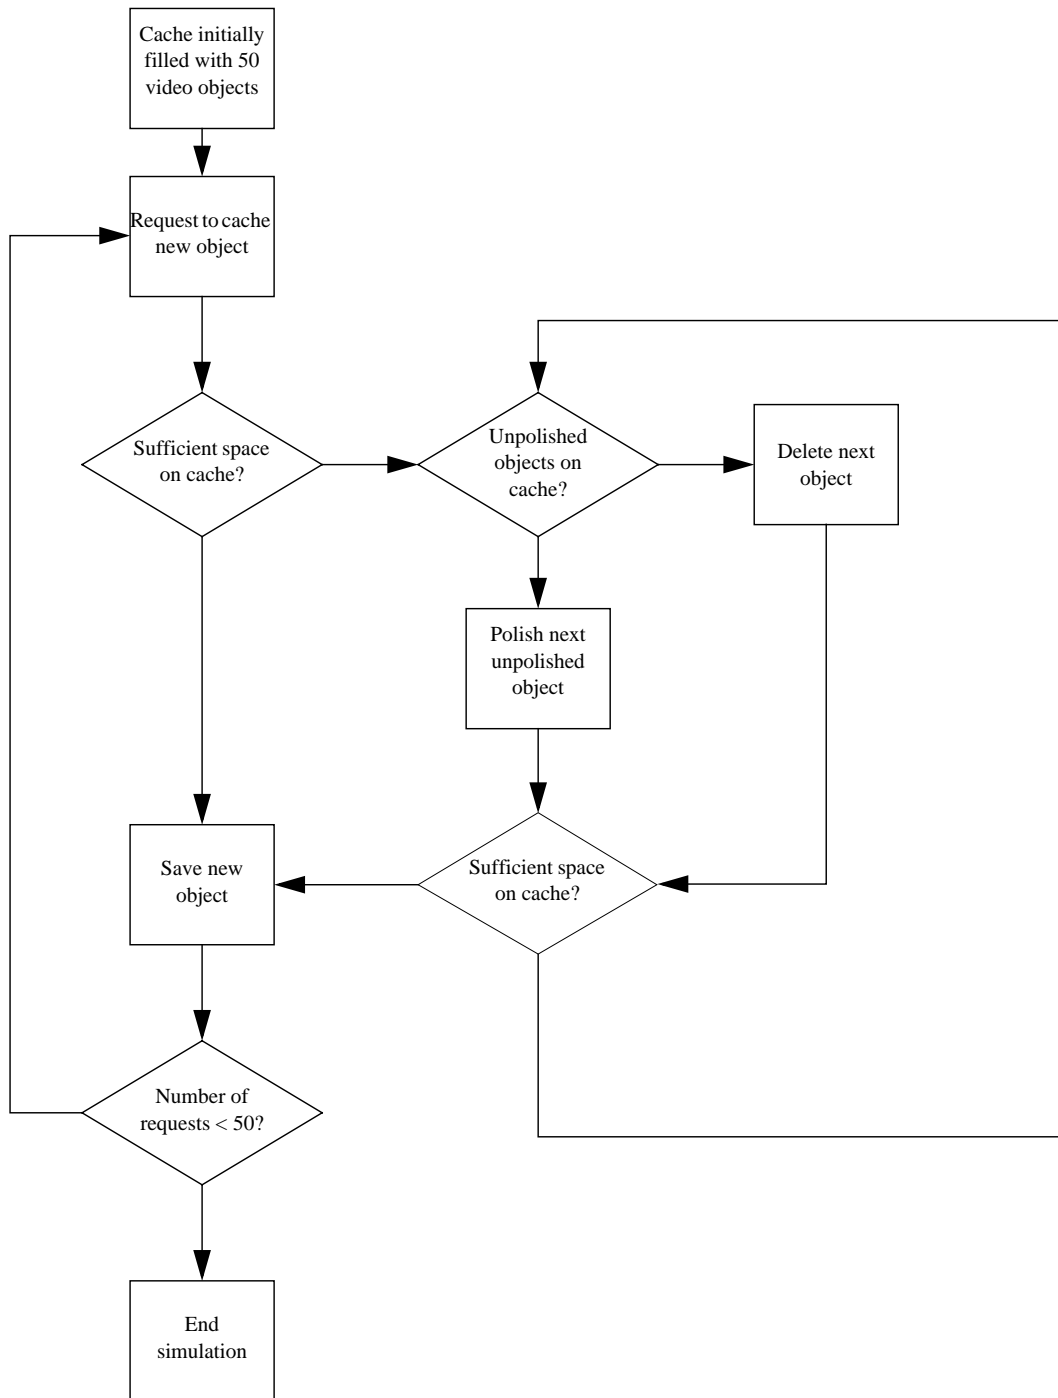 Cache initially
filled with 50
video objects
Request to cache
new object
Sufficient space
on cache?
Unpolished
objects on
cache?
Delete next
object
Polish next
unpolished
object
Save new
object
Sufficient space
on cache?
Number of
requests < 50?
End
simulation